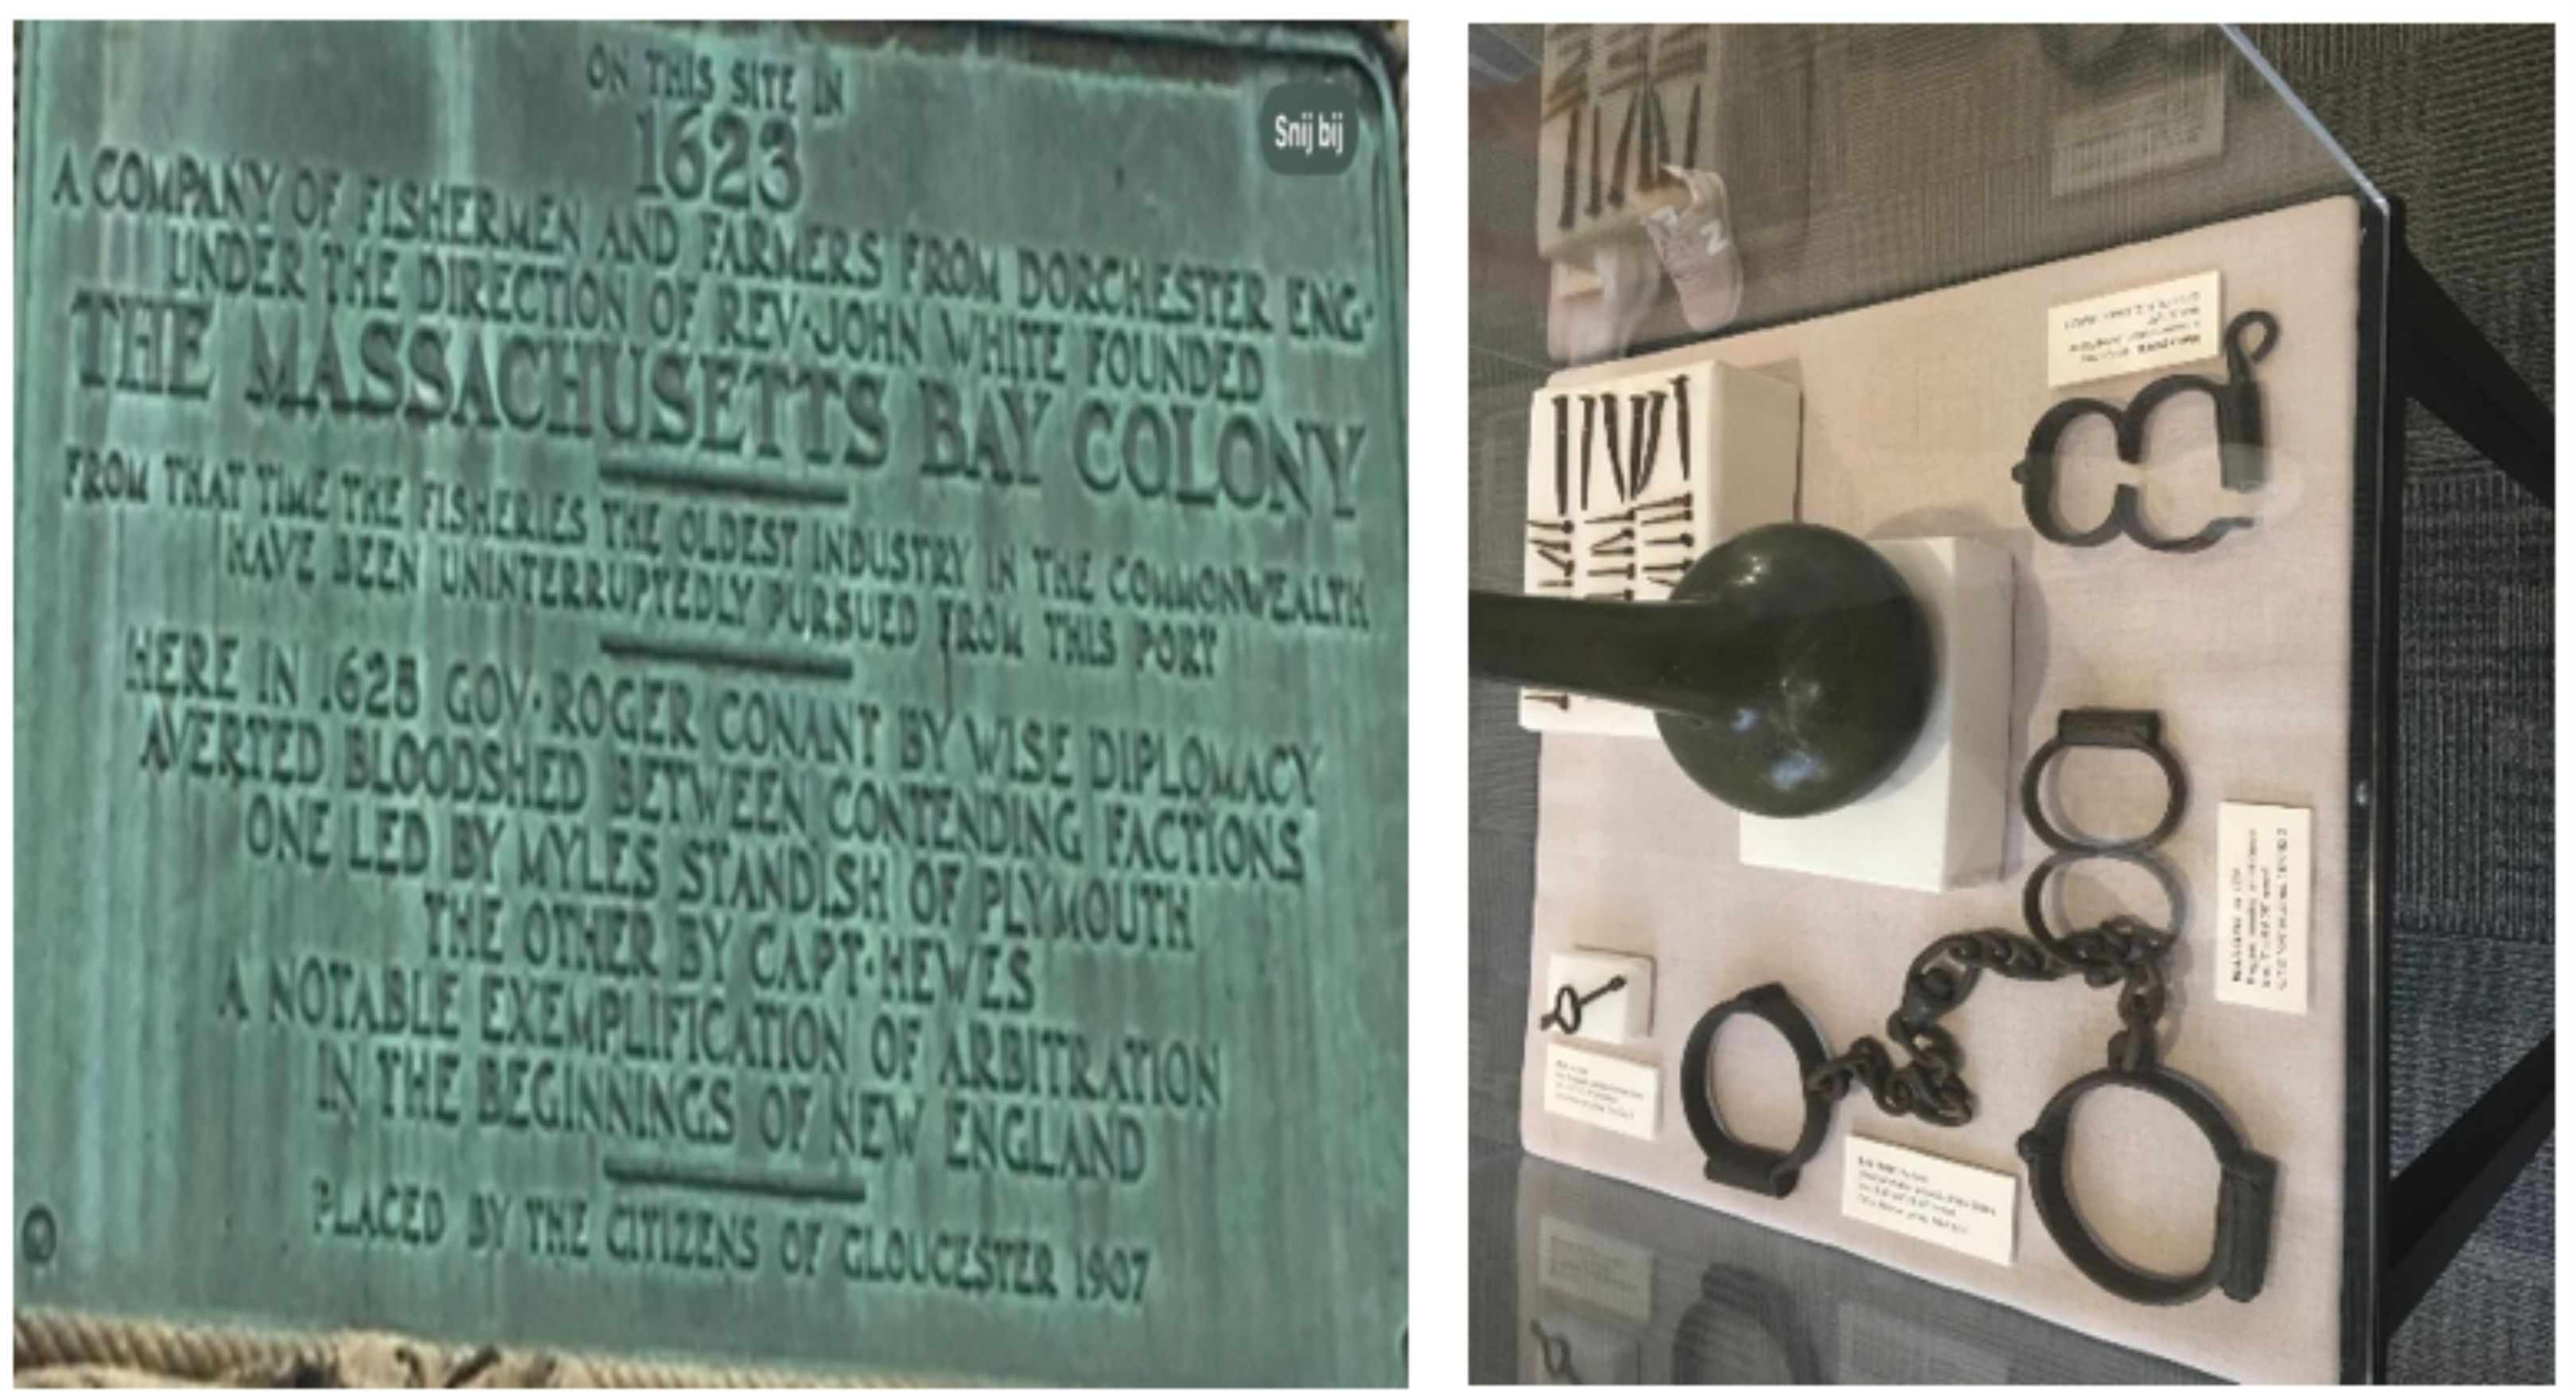 ON THIS SITE IN
1623
A COMPANY OF FISHERMEN AND FARMERS FROM DORCHESTER ENG·
UNDER THE DIRECTION OF REV·JOHN WHITE FOUNDED
THE MASSACHUSETTS BAY COLONY
FROM THAT TIME THE FISHERIES THE OLDEST INDUSTRY IN THE COMMONWEALTH
HAVE BEEN UNINTERRUPTEDLY PURSUED FROM THIS PORT
HERE IN 1625 GOV·ROGER CONANT BY WISE DIPLOMACY
AVERTED BLOODSHED BETWEEN CONTENDING FACTIONS
ONE LED BY MYLES STANDISH OF PLYMOUTH
THE OTHER BY CAPT·HEWES
A NOTABLE EXEMPLIFICATION OF ARBITRATION
IN THE BEGINNINGS OF NEW ENGLAND
PLACED BY THE CITIZENS OF GLOUCESTER 1907
Snij bij
N